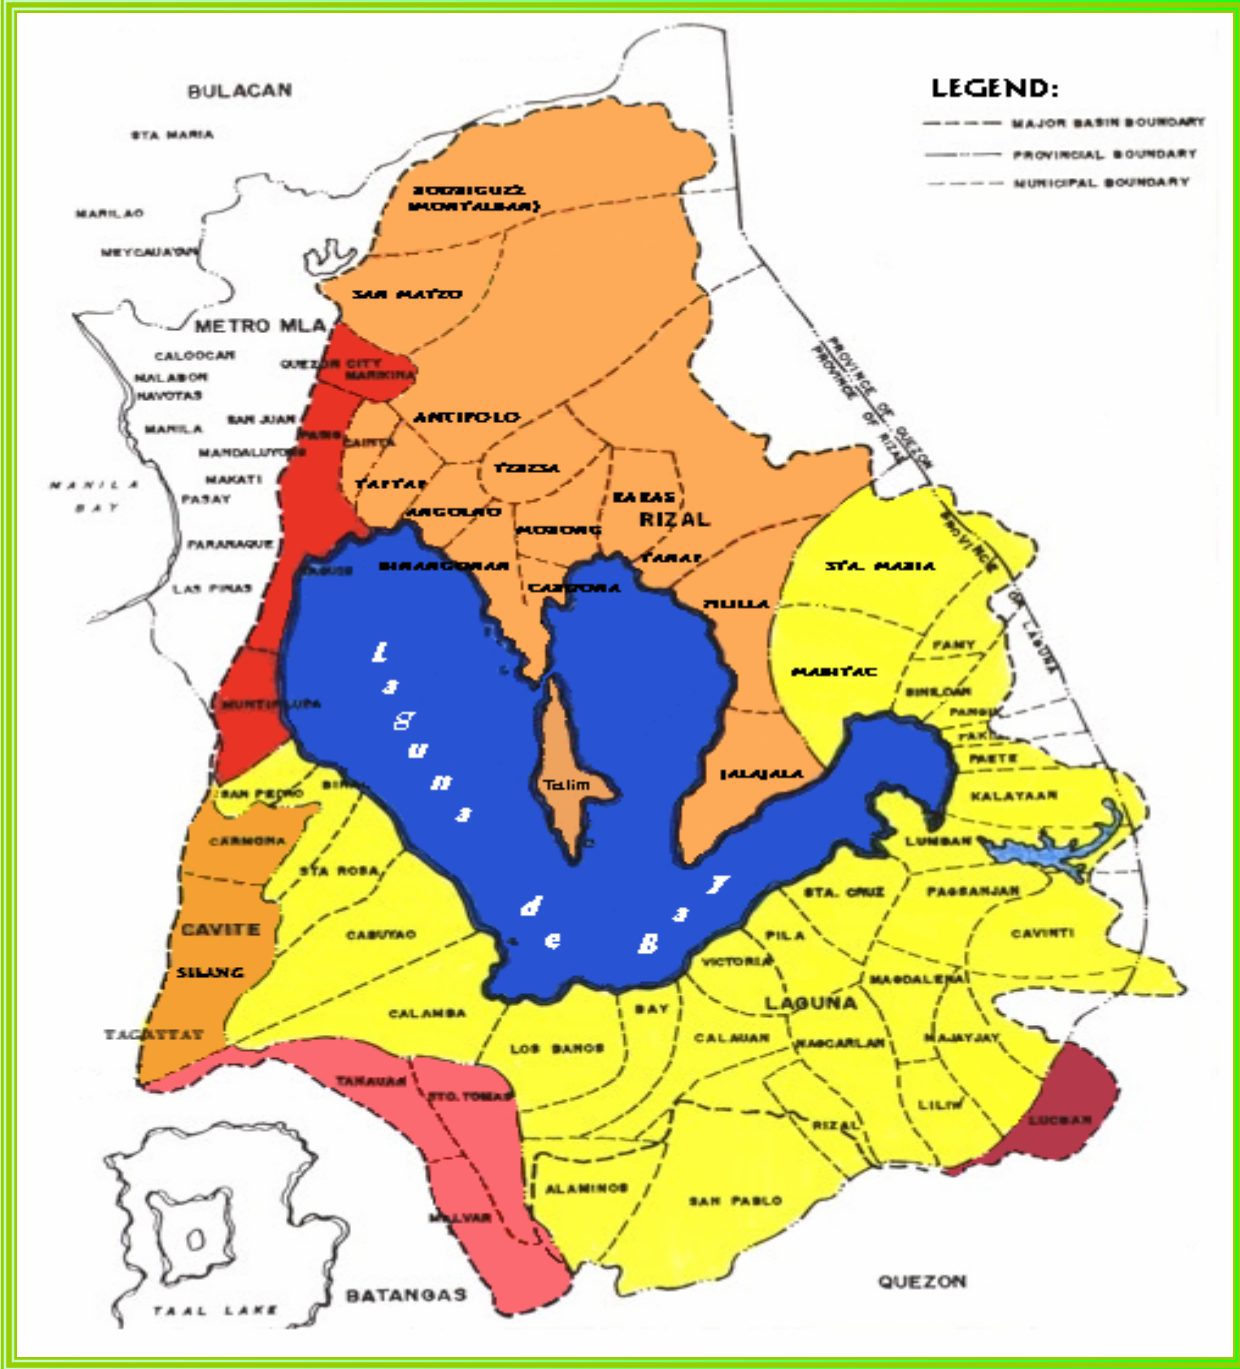 LEGEND:
MAJOR BASIN BOUNDARY
PROVINCIAL BOUNDARY
MUNICIPAL BOUNDARY
BULACAN
STA MARIA
MARILAO
MEYCAUAYAN
METRO MLA
CALOOCAN
MALABON
NAVOTAS
QUEZON CITY
MARIKINA
SAN JUAN
MANILA
MANDALUYONG
PASIG
MAKATI
PASAY
MANILA
BAY
PARANAQUE
LAS PINAS
TAGUIG
MUNTINLUPA
RODRIGUEZ
(MONTALBAN)
SAN MATEO
ANTIPOLO
CAINTA
TAYTAY
TERESA
ANGONO
MORONG
BARAS
RIZAL
TANAY
BINANGONAN
CARDONA
PILILLA
JALAJALA
Talim
PROVINCE OF QUEZON
PROVINCE OF RIZAL
PROVINCE OF LAGUNA
STA. MARIA
MABITAC
FAMY
SINILOAN
PANGIL
PAKIL
PAETE
KALAYAAN
LUMBAN
Laguna
de
Bay
SAN PEDRO
CARMONA
STA ROSA
CABUYAO
CAVITE
SILANG
TAGAYTAY
CALAMBA
LOS BANOS
BAY
STA. CRUZ
PAGSANJAN
CAVINTI
PILA
VICTORIA
MAGDALENA
LAGUNA
CALAUAN
NAGCARLAN
MAJAYJAY
LILIW
RIZAL
LUCBAN
TANAUAN
STO. TOMAS
MALVAR
ALAMINOS
SAN PABLO
BATANGAS
QUEZON
TAAL LAKE